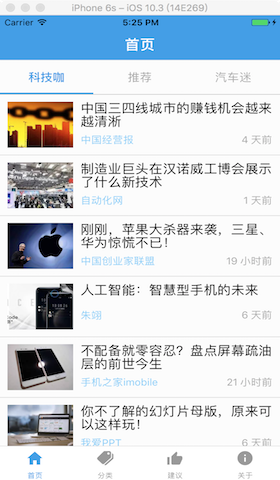 iPhone 6s – iOS 10.3 (14E269)
Carrier 5:25 PM
首页
科技咖 推荐 汽车迷
中国三四线城市的赚钱机会越来
越清淅
中国经营报 4 天前
制造业巨头在汉诺威工博会展示
了什么新技术
自动化网 1 天前
刚刚，苹果大杀器来袭，三星、
华为惊慌不已！
中国创业家联盟 19 小时前
人工智能：智慧型手机的未来
朱翊 6 天前
不配备就零容忍？盘点屏幕疏油
层的前世今生
手机之家imobile 21 小时前
你不了解的幻灯片母版，原来可
以这样玩！
我爱PPT 6 天前
首页 分类 建议 关于